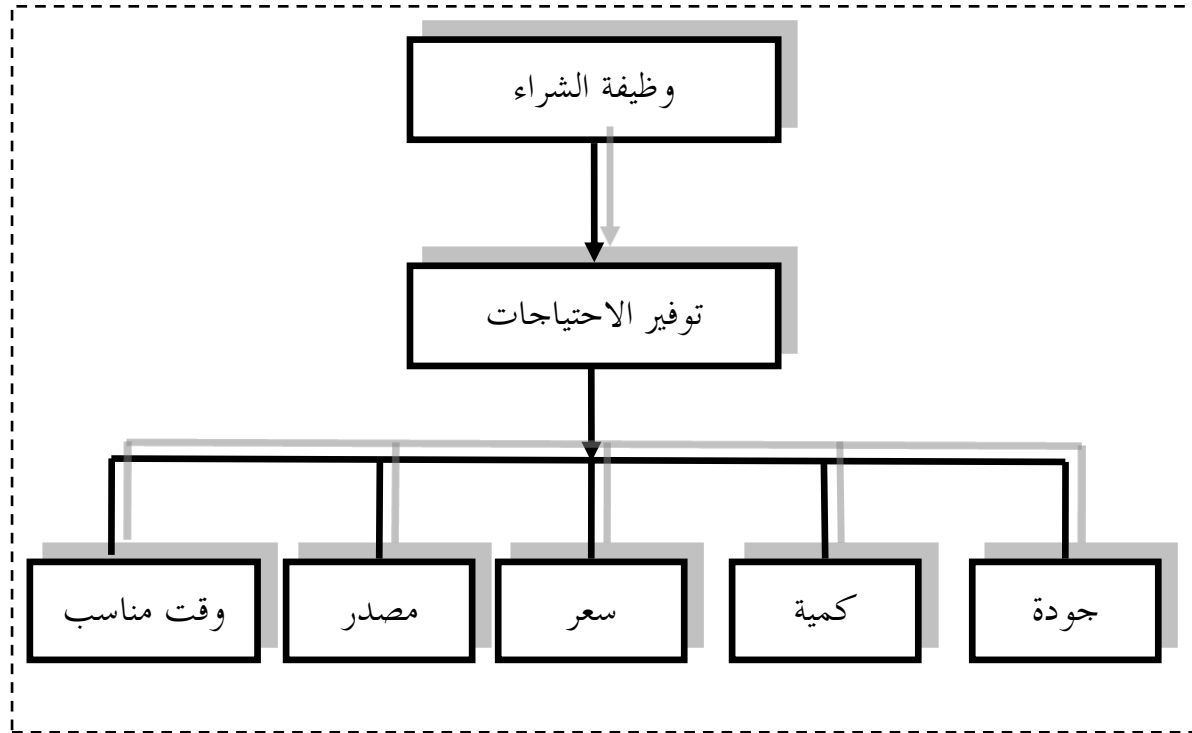 وظيفة الشراء
توفير الاحتياجات
جودة
كمية
سعر
مصدر
وقت مناسب